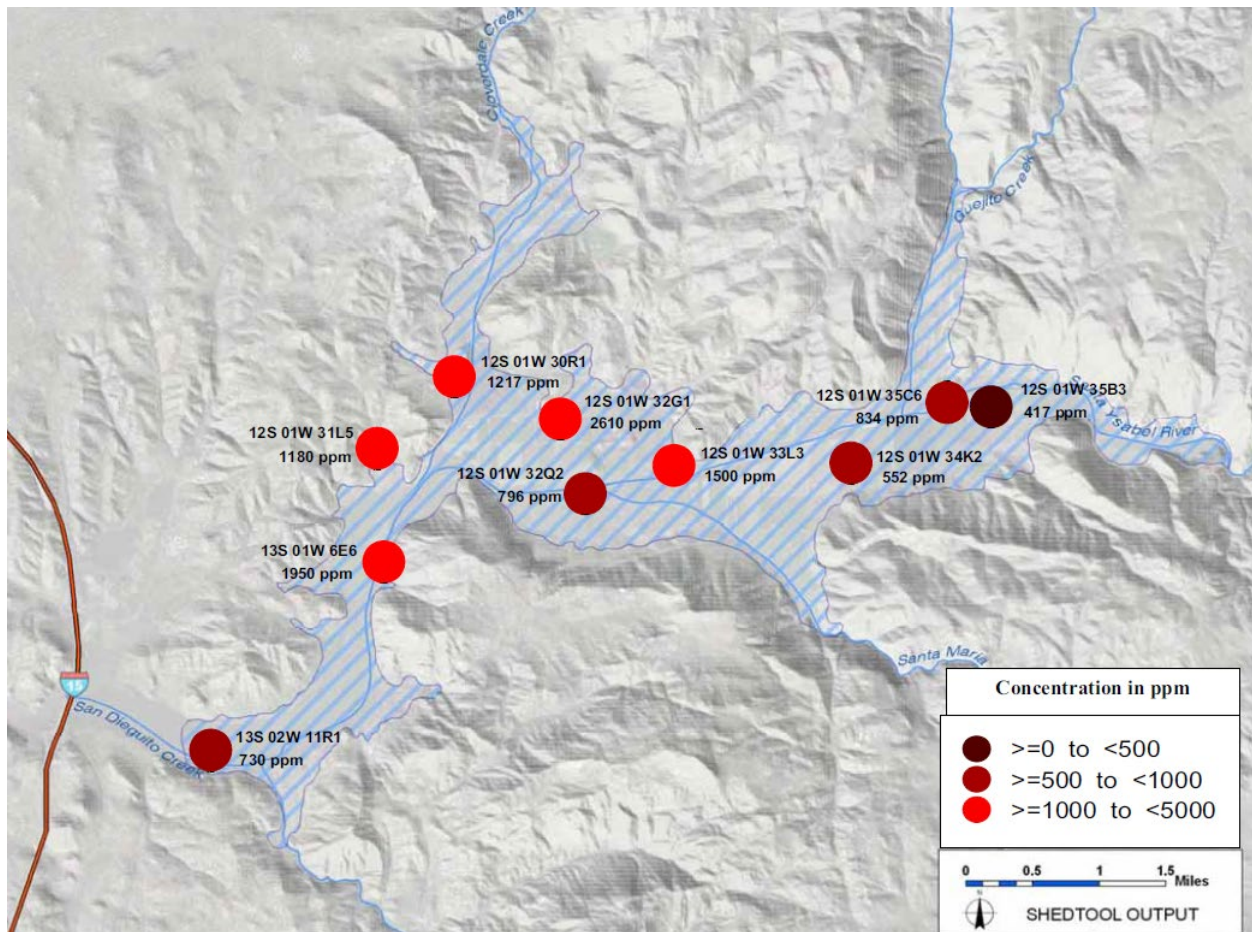 Cloverdale Creek
Guejito Creek
12S 01W 30R1
1217 ppm
12S 01W 32G1
2610 ppm
12S 01W 35C6
834 ppm
12S 01W 35B3
417 ppm
Santa Ysabel River
12S 01W 31L5
1180 ppm
12S 01W 33L3
1500 ppm
12S 01W 34K2
552 ppm
12S 01W 32Q2
796 ppm
13S 01W 6E6
1950 ppm
Santa Maria
15
San Dieguito Creek
13S 02W 11R1
730 ppm
Concentration in ppm
>=0 to <500
>=500 to <1000
>=1000 to <5000
0 0.5 1 1.5
Miles
N
SHEDTOOL OUTPUT